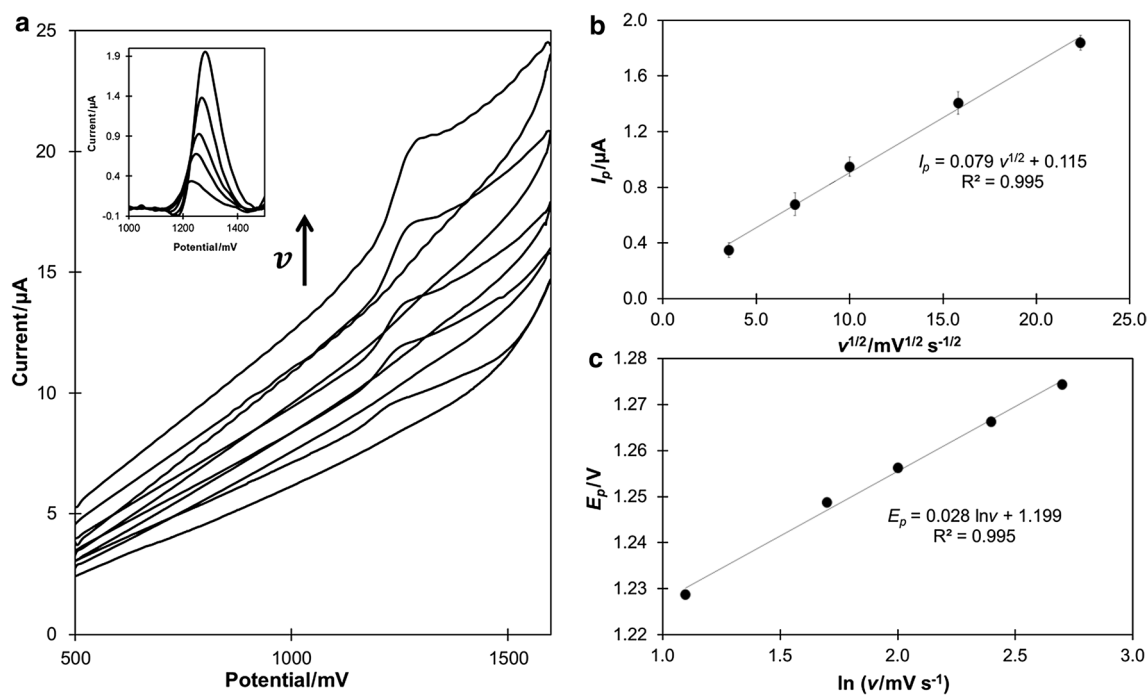 a
25
20
15
10
5
0
Current/µA
500
1000
1500
Potential/mV
1.9
1.4
0.9
0.4
-0.1
Current/µA
1000
1200
1400
Potential/mV
v
b
2.0
1.6
1.2
0.8
0.4
0.0
Ip/µA
Ip = 0.079 v1/2 + 0.115
R² = 0.995
0.0
5.0
10.0
15.0
20.0
25.0
v1/2/mV1/2 s-1/2
c
1.28
1.27
1.26
1.25
1.24
1.23
1.22
Ep/V
Ep = 0.028 lnv + 1.199
R² = 0.995
1.0
1.5
2.0
2.5
3.0
ln (v/mV s-1)